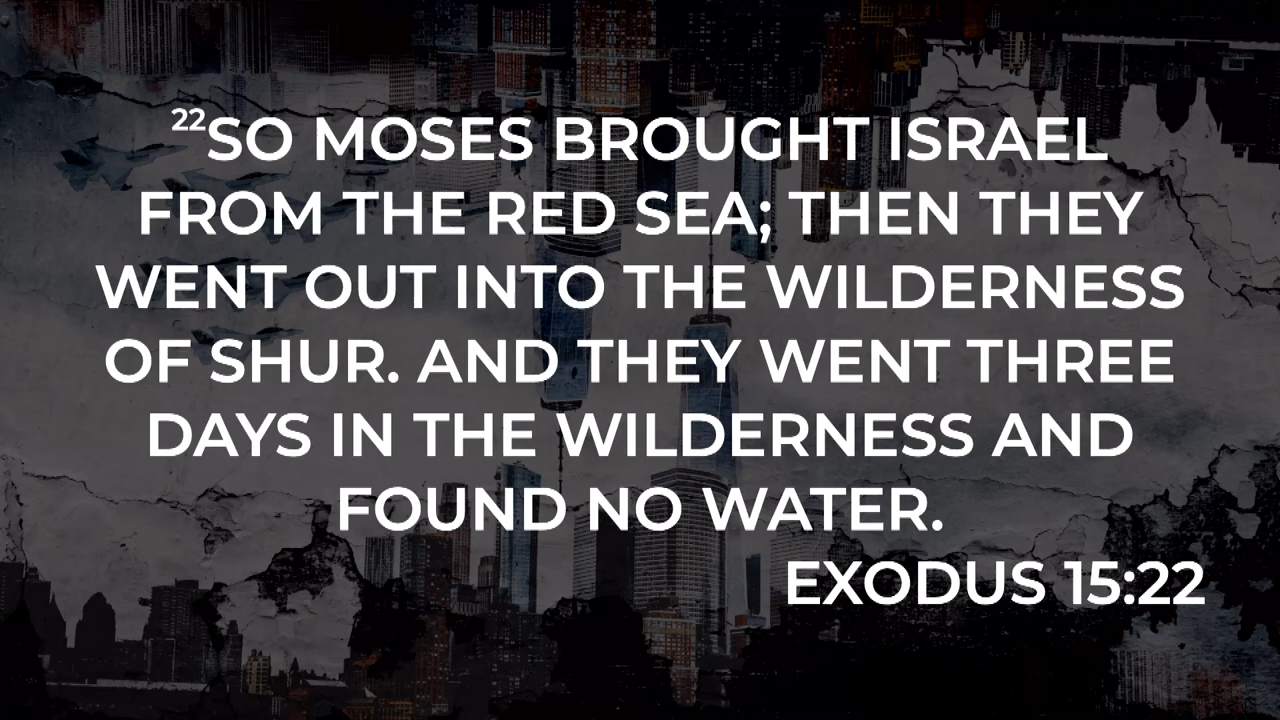 ²²SO MOSES BROUGHT ISRAEL
FROM THE RED SEA; THEN THEY
WENT OUT INTO THE WILDERNESS
OF SHUR. AND THEY WENT THREE
DAYS IN THE WILDERNESS AND
FOUND NO WATER.
EXODUS 15:22